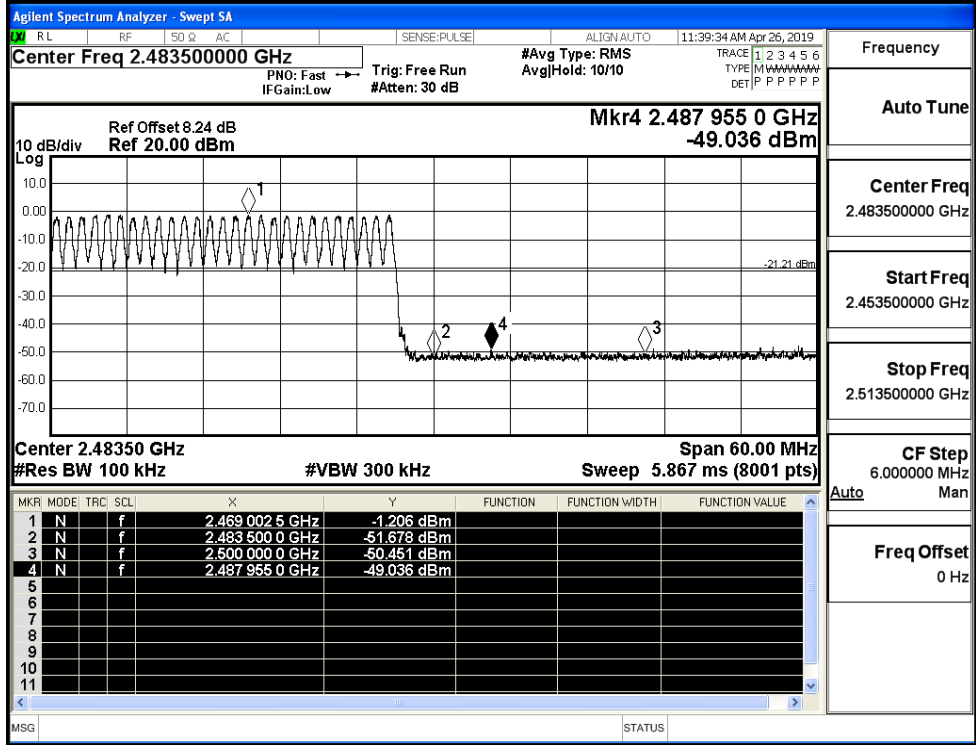 Agilent Spectrum Analyzer - Swept SA
LXI RL RF 50 Ω AC SENSE:PULSE ALIGN AUTO 11:39:34 AM Apr 26, 2019
Center Freq 2.483500000 GHz
PNO: Fast
IFGain:Low
Trig: Free Run
#Atten: 30 dB
#Avg Type: RMS
Avg|Hold: 10/10
TRACE 1 2 3 4 5 6
TYPE M WWWWW
DET P P P P P P
Frequency
Auto Tune
Center Freq
2.483500000 GHz
Start Freq
2.453500000 GHz
Stop Freq
2.513500000 GHz
CF Step
6.000000 MHz
Auto Man
Freq Offset
0 Hz
Mkr4 2.487 955 0 GHz
-49.036 dBm
Ref Offset 8.24 dB
10 dB/div Ref 20.00 dBm
Log
10.0
0.00
-10.0
-20.0
-30.0
-40.0
-50.0
-60.0
-70.0
1
2
4
3
-21.21 dBm
Center 2.48350 GHz Span 60.00 MHz
#Res BW 100 kHz #VBW 300 kHz Sweep 5.867 ms (8001 pts)
MKR MODE TRC SCL X Y FUNCTION FUNCTION WIDTH FUNCTION VALUE
1 N f 2.469 002 5 GHz -1.206 dBm
2 N f 2.483 500 0 GHz -51.678 dBm
3 N f 2.500 000 0 GHz -50.451 dBm
4 N f 2.487 955 0 GHz -49.036 dBm
5
6
7
8
9
10
11
MSG STATUS